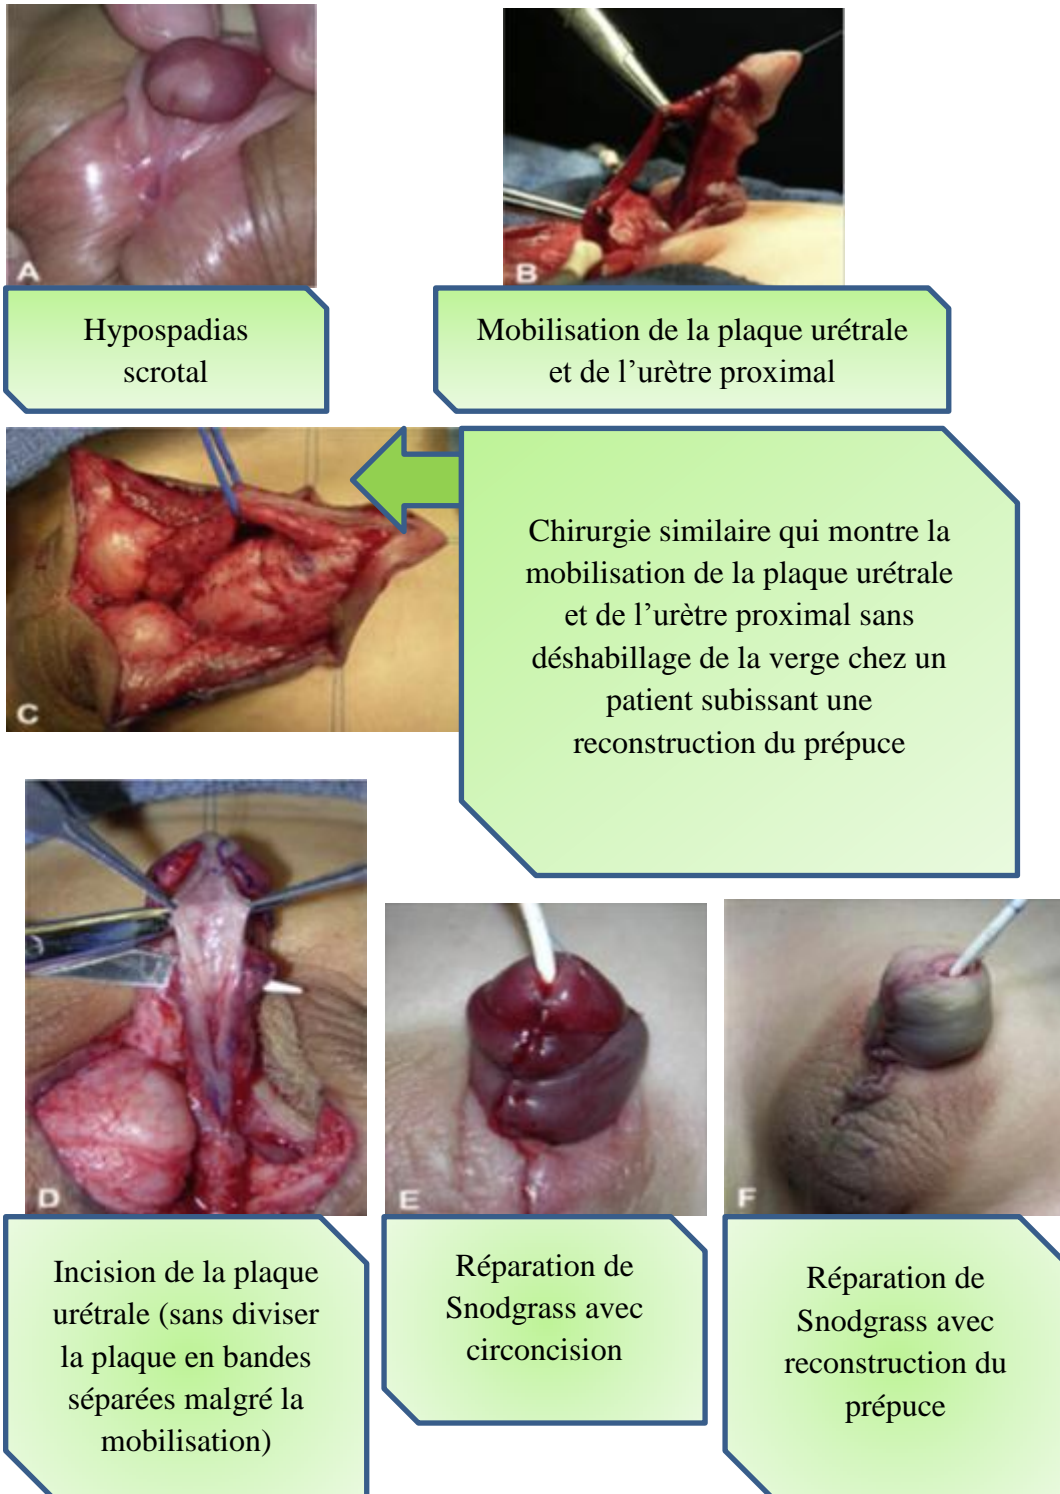 A
B
Hypospadias
scrotal
Mobilisation de la plaque urétrale
et de l’urètre proximal
C
Chirurgie similaire qui montre la
mobilisation de la plaque urétrale
et de l’urètre proximal sans
déshabillage de la verge chez un
patient subissant une
reconstruction du prépuce
D
E
F
Incision de la plaque
urétrale (sans diviser
la plaque en bandes
séparées malgré la
mobilisation)
Réparation de
Snodgrass avec
circoncision
Réparation de
Snodgrass avec
reconstruction du
prépuce